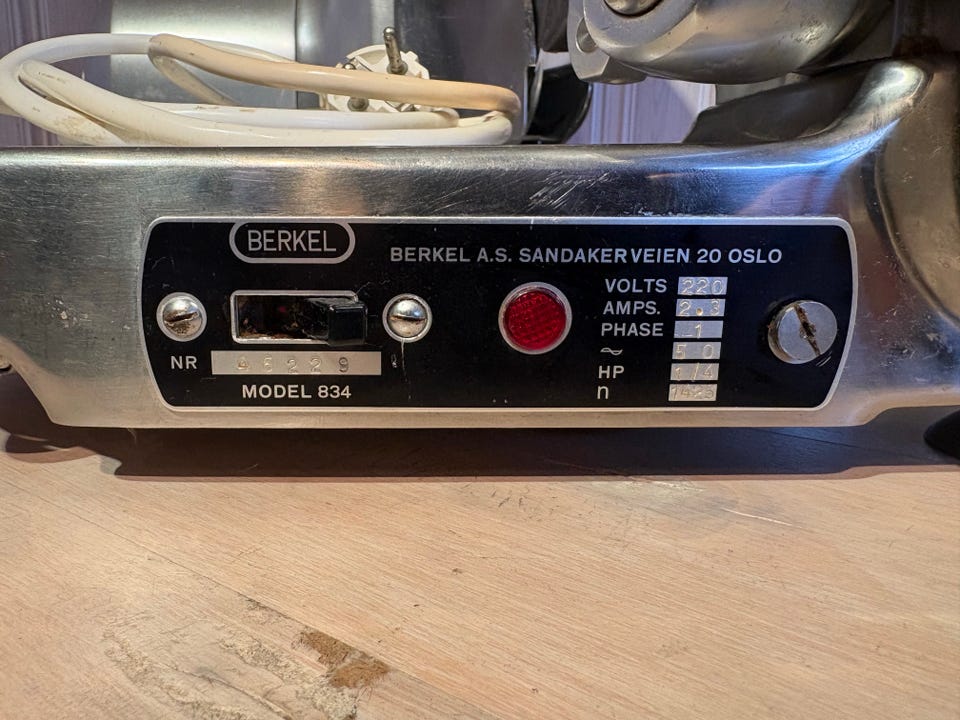 BERKEL
BERKEL A.S. SANDAKERVEIEN 20 OSLO
VOLTS 220
AMPS. 2.3
PHASE 1
~ 50
HP 1/4
n 1425
NR 45229
MODEL 834